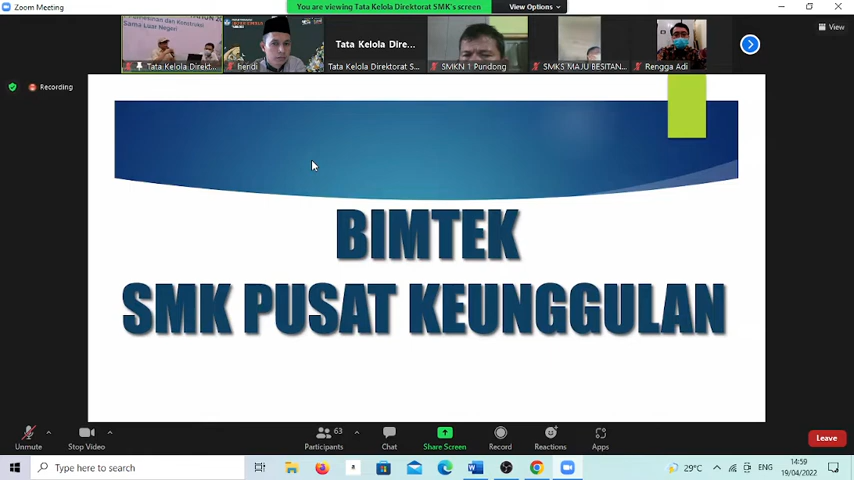 Zoom Meeting
You are viewing Tata Kelola Direktorat SMK's screen
View Options
Sama Luar Negeri
Tata Kelola Direkt...
hendi
Tata Kelola Dire...
Tata Kelola Direktorat S...
SMKN 1 Pundong
SMKS MAJU BESITAN...
Rengga Adi
View
Recording
BIMTEK
SMK PUSAT KEUNGGULAN
Unmute
Stop Video
63
Participants
Chat
Share Screen
Record
Reactions
Apps
Leave
Type here to search
29°C
ENG
14:59
19/04/2022